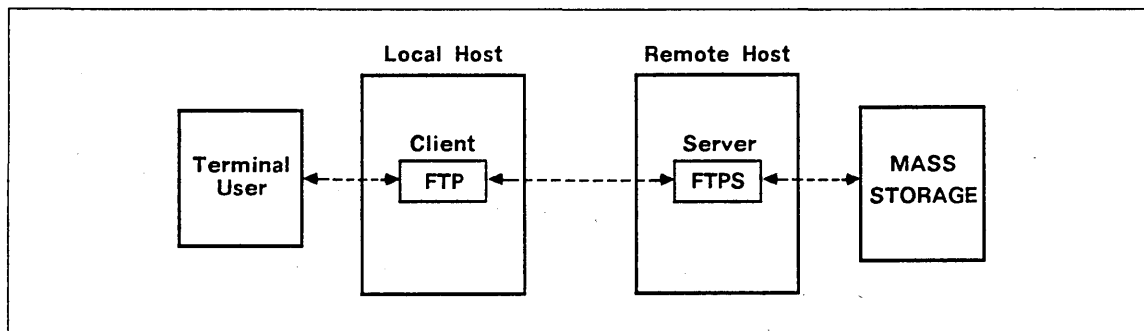 Local Host
Remote Host
Terminal
User
Client
FTP
Server
FTPS
MASS
STORAGE